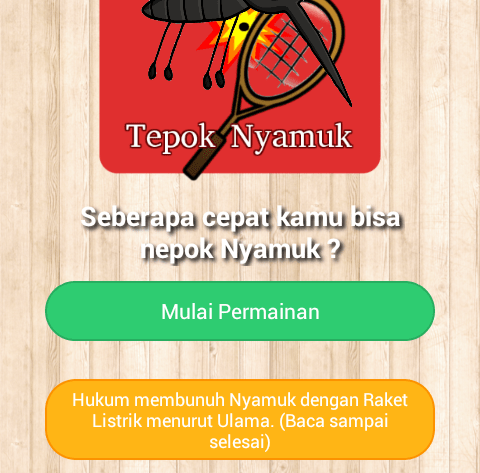 Tepok Nyamuk
Seberapa cepat kamu bisa
nepok Nyamuk ?
Mulai Permainan
Hukum membunuh Nyamuk dengan Raket
Listrik menurut Ulama. (Baca sampai
selesai)